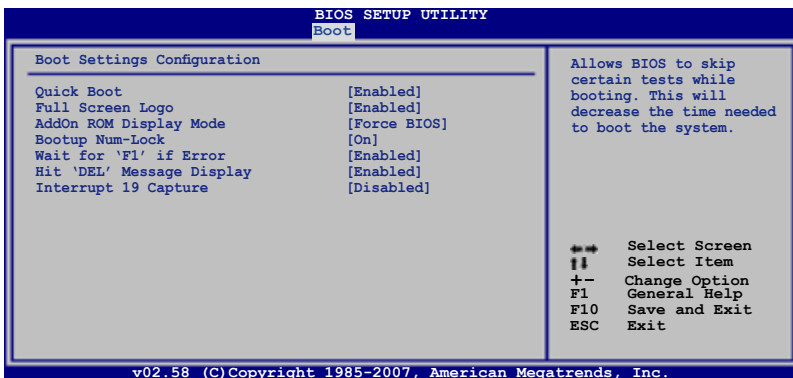 BIOS SETUP UTILITY
Boot
Boot Settings Configuration
Quick Boot [Enabled]
Full Screen Logo [Enabled]
AddOn ROM Display Mode [Force BIOS]
Bootup Num-Lock [On]
Wait for ‘F1’ if Error [Enabled]
Hit ‘DEL’ Message Display [Enabled]
Interrupt 19 Capture [Disabled]
Allows BIOS to skip
certain tests while
booting. This will
decrease the time needed
to boot the system.
←→ Select Screen
↑↓ Select Item
+- Change Option
F1 General Help
F10 Save and Exit
ESC Exit
v02.58 (C)Copyright 1985-2007, American Megatrends, Inc.